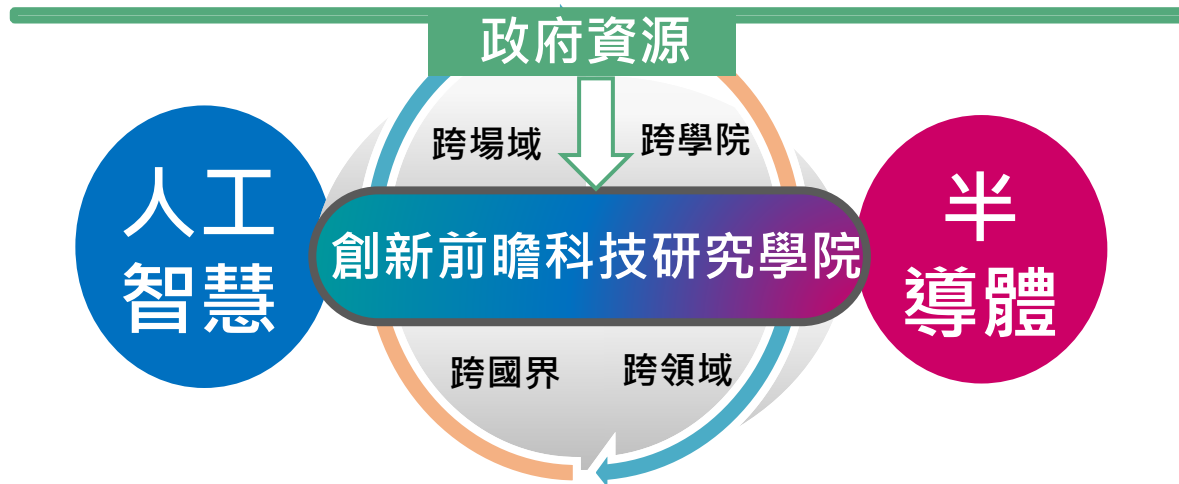 政府資源
跨場域
跨學院
人工
智慧
創新前瞻科技研究學院
半
導體
跨國界
跨領域